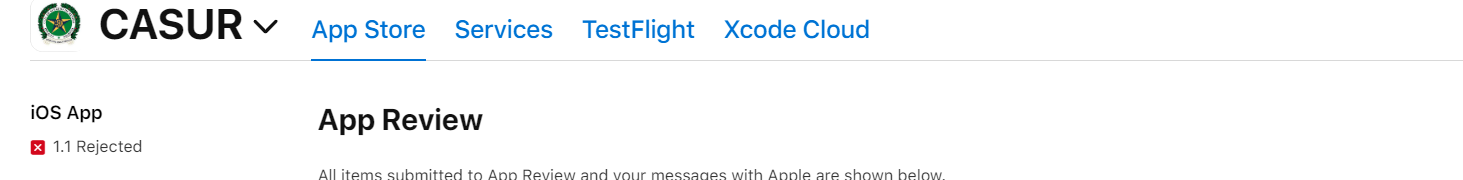 CASUR App Store Services TestFlight Xcode Cloud
iOS App
1.1 Rejected
App Review
All items submitted to App Review and your messages with Apple are shown below.